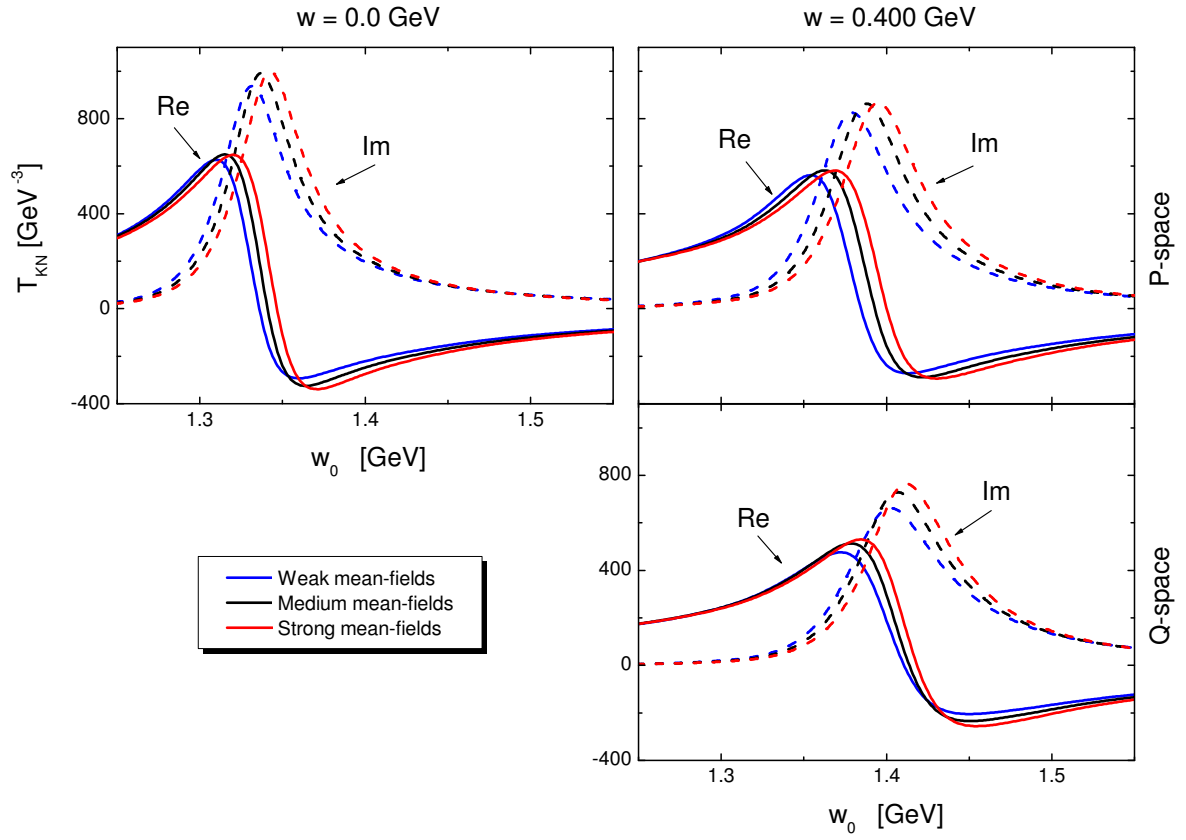 w = 0.0 GeV
w = 0.400 GeV
T_KN [GeV^-3]
800
400
0
-400
Re
Im
1.3
1.4
1.5
w_0 [GeV]
Re
Im
P-space
800
400
0
-400
Re
Im
Q-space
1.3
1.4
1.5
w_0 [GeV]
Weak mean-fields
Medium mean-fields
Strong mean-fields